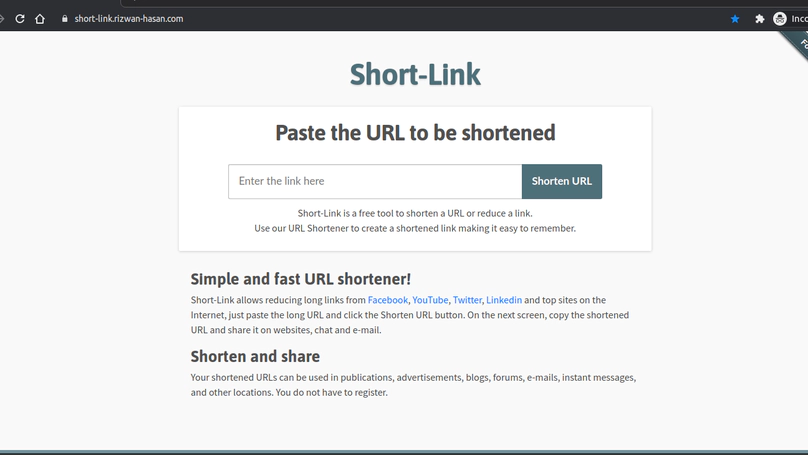 short-link.rizwan-hasan.com
Short-Link
Paste the URL to be shortened
Enter the link here
Shorten URL
Short-Link is a free tool to shorten a URL or reduce a link.
Use our URL Shortener to create a shortened link making it easy to remember.
Simple and fast URL shortener!
Short-Link allows reducing long links from Facebook, YouTube, Twitter, Linkedin and top sites on the
Internet, just paste the long URL and click the Shorten URL button. On the next screen, copy the shortened
URL and share it on websites, chat and e-mail.
Shorten and share
Your shortened URLs can be used in publications, advertisements, blogs, forums, e-mails, instant messages,
and other locations. You do not have to register.